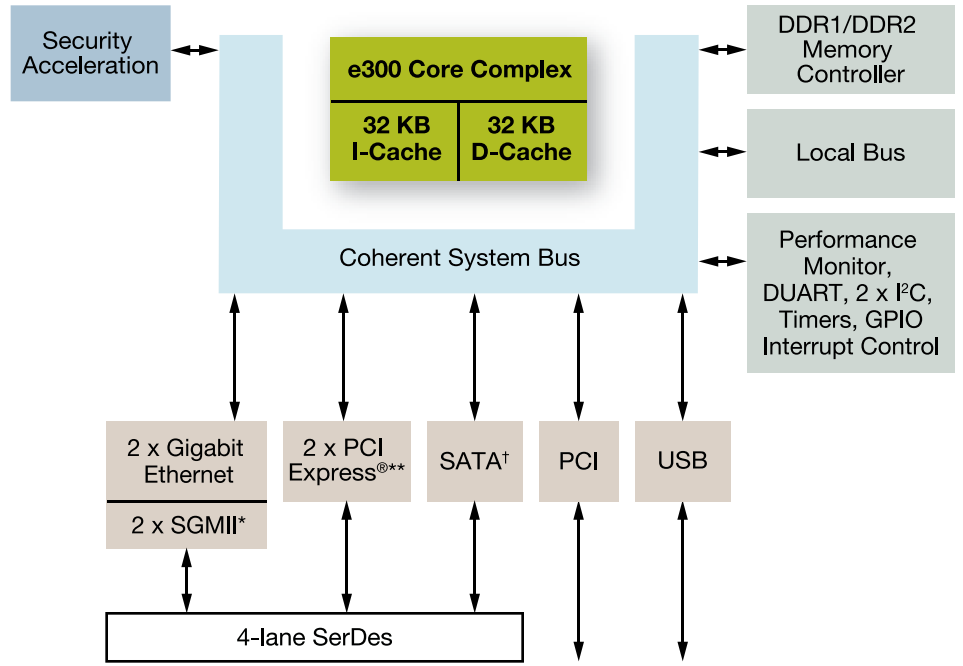 Security
Acceleration
e300 Core Complex
32 KB
I-Cache
32 KB
D-Cache
DDR1/DDR2
Memory
Controller
Local Bus
Coherent System Bus
Performance
Monitor,
DUART, 2 x I²C,
Timers, GPIO
Interrupt Control
2 x Gigabit
Ethernet
2 x SGMII*
2 x PCI
Express®**
SATA†
PCI
USB
4-lane SerDes